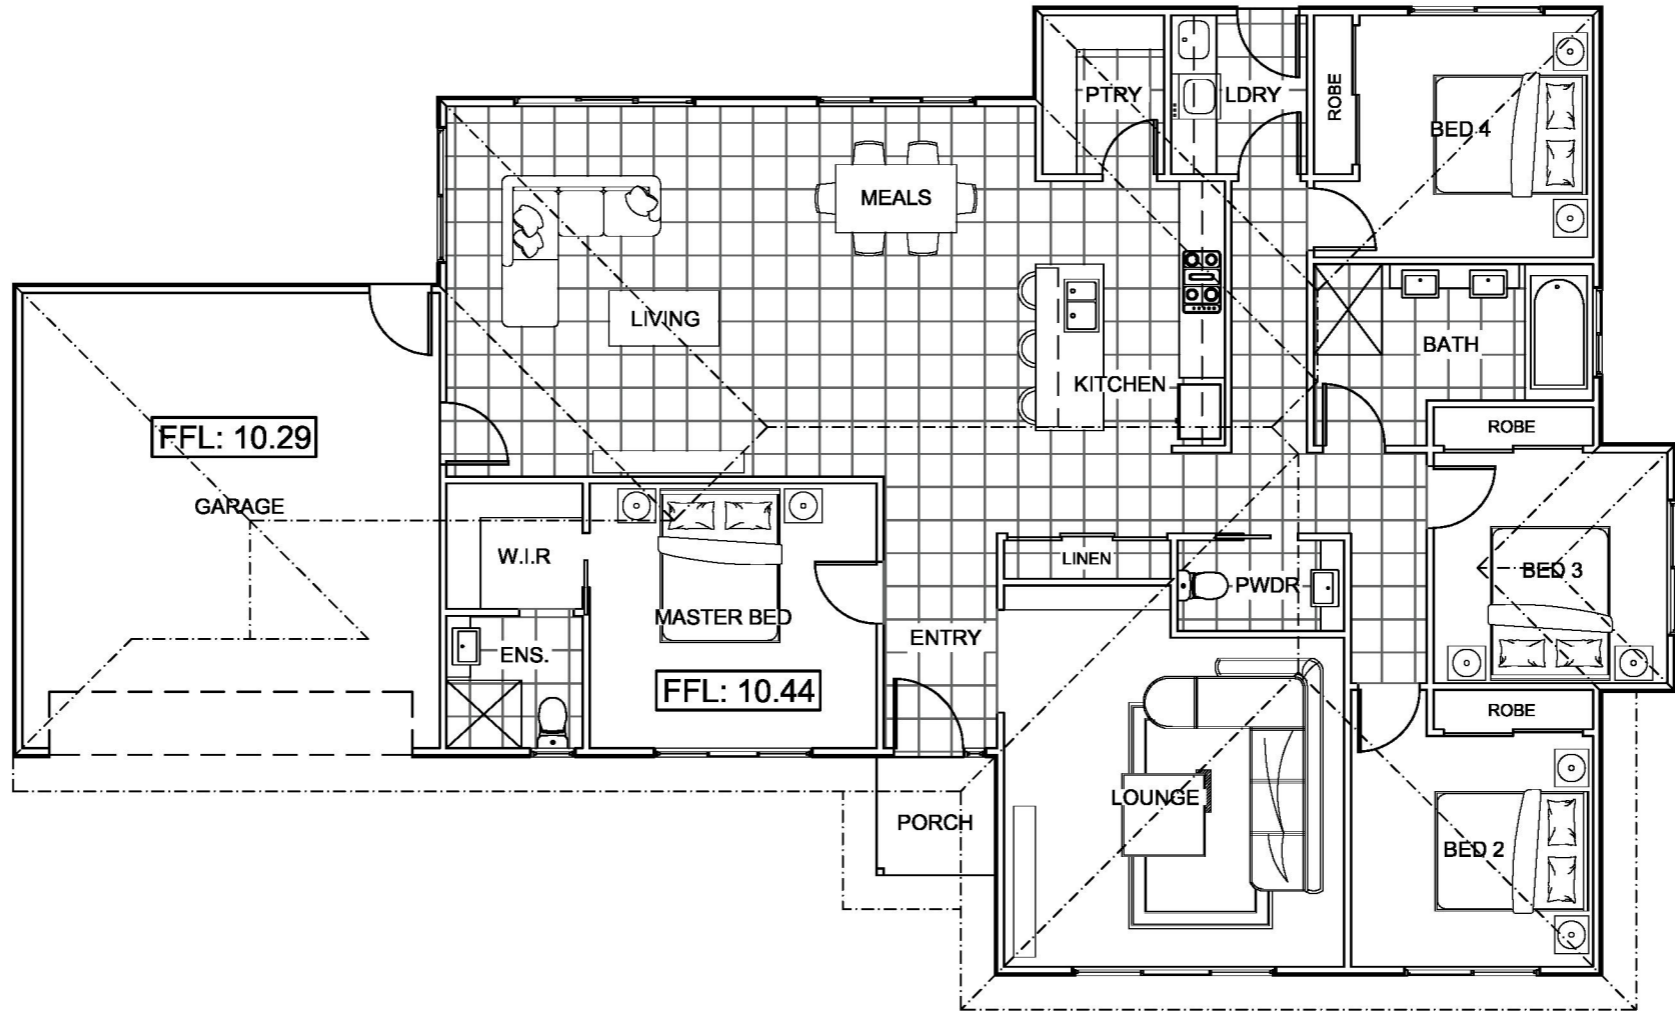 PTRY
LDRY
ROBE
BED 4
MEALS
LIVING
KITCHEN
BATH
ROBE
FFL: 10.29
GARAGE
W.I.R
LINEN
PWDR
BED 3
MASTER BED
ENS.
ENTRY
FFL: 10.44
ROBE
LOUNGE
PORCH
BED 2